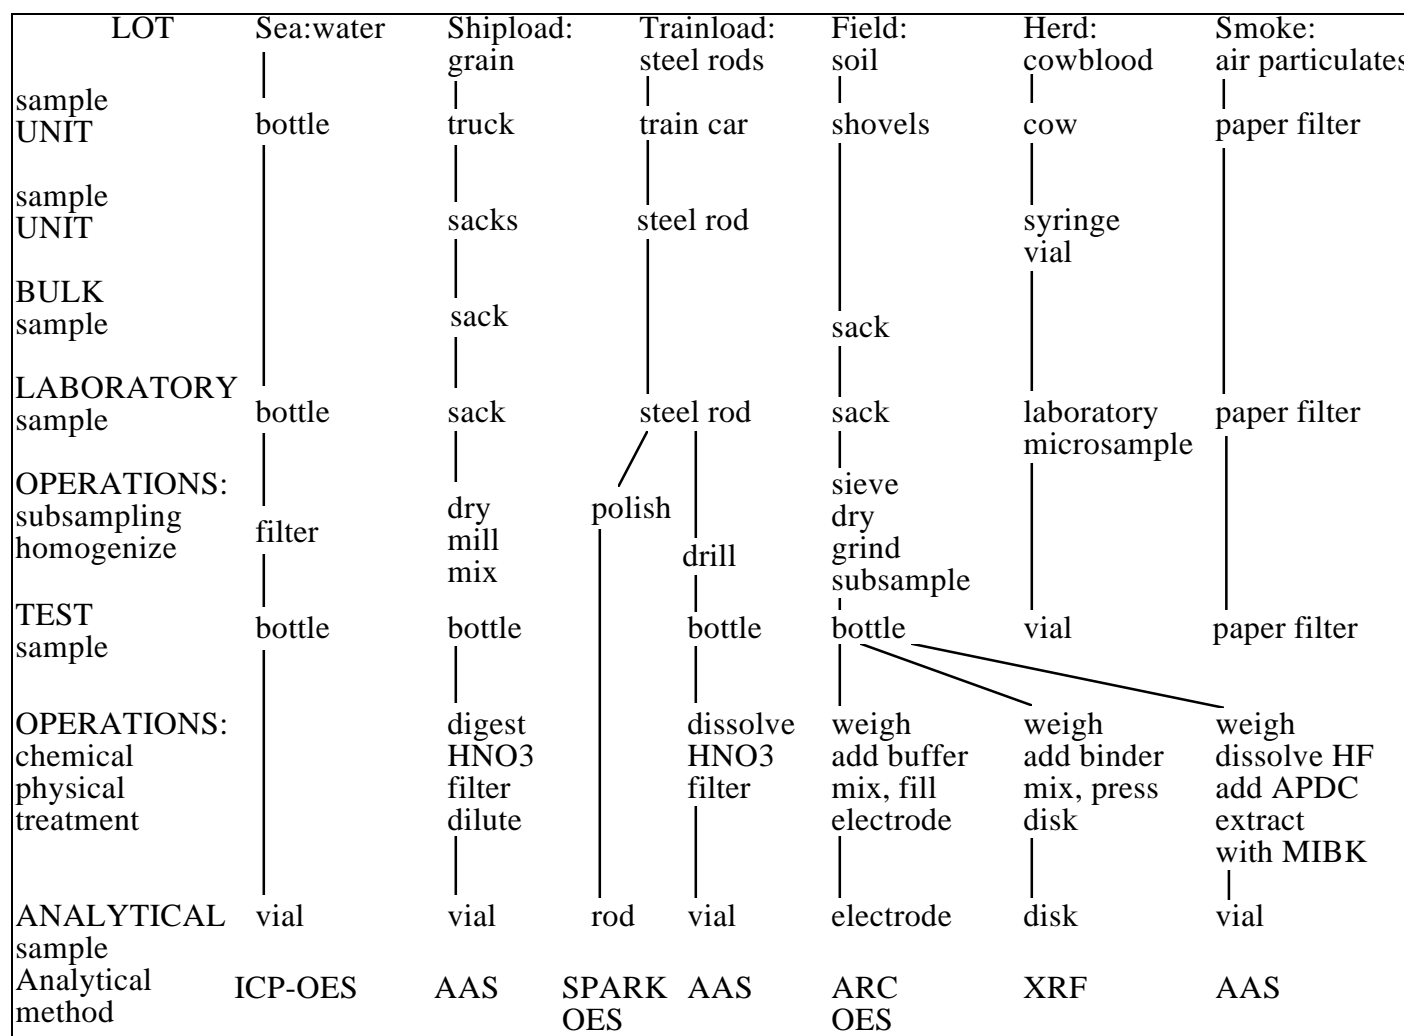 LOT Sea:water Shipload: Trainload: Field: Herd: Smoke:
grain steel rods soil cowblood air particulates
sample
UNIT bottle truck train car shovels cow paper filter
sample
UNIT sacks steel rod syringe
vial
BULK
sample sack sack
LABORATORY
sample bottle sack steel rod sack laboratory paper filter
microsample
OPERATIONS: sieve
subsampling dry polish dry
homogenize filter mill drill grind
mix subsample
TEST
sample bottle bottle bottle bottle vial paper filter
OPERATIONS: digest dissolve weigh weigh weigh
chemical HNO3 HNO3 add buffer add binder dissolve HF
physical filter filter mix, fill mix, press add APDC
treatment dilute electrode disk extract
with MIBK
ANALYTICAL vial vial rod vial electrode disk vial
sample
Analytical ICP-OES AAS SPARK AAS ARC XRF AAS
method OES OES